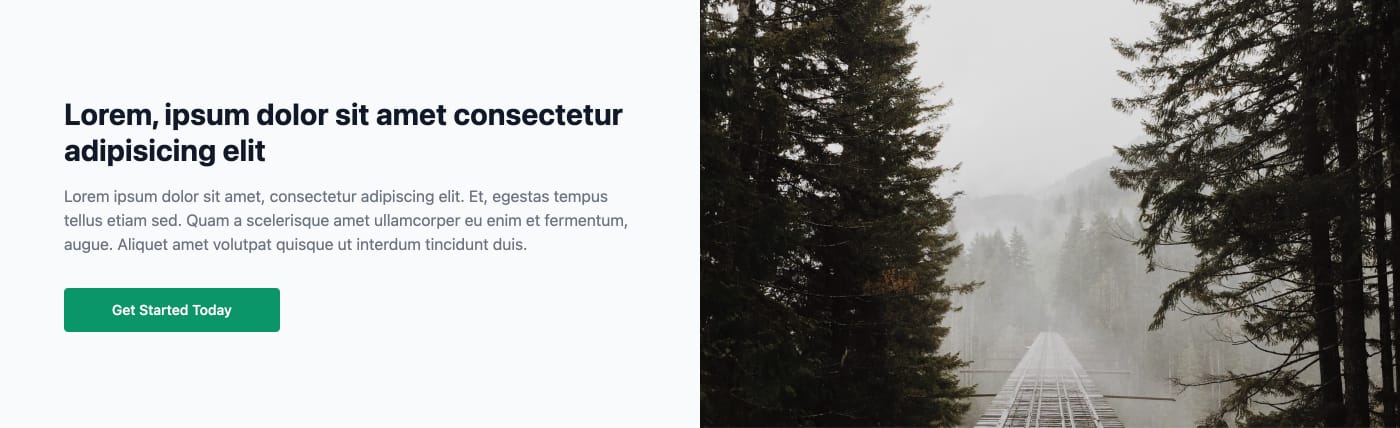 Lorem, ipsum dolor sit amet consectetur
adipisicing elit
Lorem ipsum dolor sit amet, consectetur adipiscing elit. Et, egestas tempus
tellus etiam sed. Quam a scelerisque amet ullamcorper eu enim et fermentum,
augue. Aliquet amet volutpat quisque ut interdum tincidunt duis.
Get Started Today